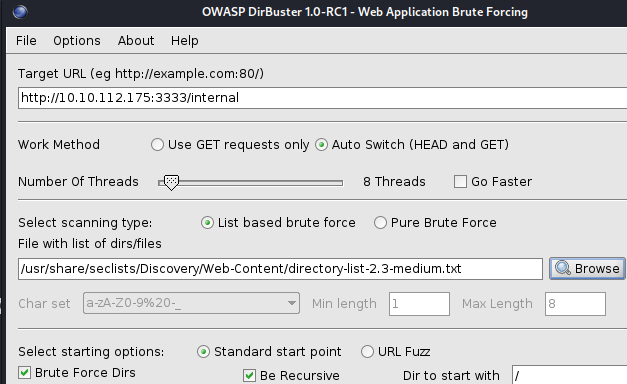 OWASP DirBuster 1.0-RC1 - Web Application Brute Forcing
File Options About Help
Target URL (eg http://example.com:80/)
http://10.10.112.175:3333/internal
Work Method Use GET requests only Auto Switch (HEAD and GET)
Number Of Threads 8 Threads Go Faster
Select scanning type: List based brute force Pure Brute Force
File with list of dirs/files
/usr/share/seclists/Discovery/Web-Content/directory-list-2.3-medium.txt Browse
Char set a-zA-Z0-9%20-_ Min length 1 Max Length 8
Select starting options: Standard start point URL Fuzz
Brute Force Dirs Be Recursive Dir to start with /